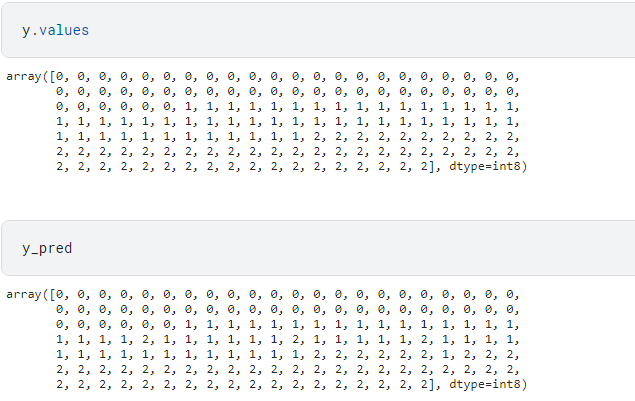 y.values
array([0, 0, 0, 0, 0, 0, 0, 0, 0, 0, 0, 0, 0, 0, 0, 0, 0, 0, 0, 0, 0, 0,
0, 0, 0, 0, 0, 0, 0, 0, 0, 0, 0, 0, 0, 0, 0, 0, 0, 0, 0, 0, 0, 0,
0, 0, 0, 0, 0, 0, 1, 1, 1, 1, 1, 1, 1, 1, 1, 1, 1, 1, 1, 1, 1, 1,
1, 1, 1, 1, 1, 1, 1, 1, 1, 1, 1, 1, 1, 1, 1, 1, 1, 1, 1, 1, 1, 1,
1, 1, 1, 1, 1, 1, 1, 1, 1, 1, 1, 1, 2, 2, 2, 2, 2, 2, 2, 2, 2, 2,
2, 2, 2, 2, 2, 2, 2, 2, 2, 2, 2, 2, 2, 2, 2, 2, 2, 2, 2, 2, 2, 2,
2, 2, 2, 2, 2, 2, 2, 2, 2, 2, 2, 2, 2, 2, 2, 2, 2, 2], dtype=int8)
y_pred
array([0, 0, 0, 0, 0, 0, 0, 0, 0, 0, 0, 0, 0, 0, 0, 0, 0, 0, 0, 0, 0, 0,
0, 0, 0, 0, 0, 0, 0, 0, 0, 0, 0, 0, 0, 0, 0, 0, 0, 0, 0, 0, 0, 0,
0, 0, 0, 0, 0, 0, 1, 1, 1, 1, 1, 1, 1, 1, 1, 1, 1, 1, 1, 1, 1, 1,
1, 1, 1, 1, 2, 1, 1, 1, 1, 1, 1, 2, 1, 1, 1, 1, 1, 2, 1, 1, 1, 1,
1, 1, 1, 1, 1, 1, 1, 1, 1, 1, 1, 1, 2, 2, 2, 2, 2, 2, 1, 2, 2, 2,
2, 2, 2, 2, 2, 2, 2, 2, 2, 2, 2, 2, 2, 2, 2, 2, 2, 2, 2, 2, 2, 2,
2, 2, 2, 2, 2, 2, 2, 2, 2, 2, 2, 2, 2, 2, 2, 2, 2, 2], dtype=int8)